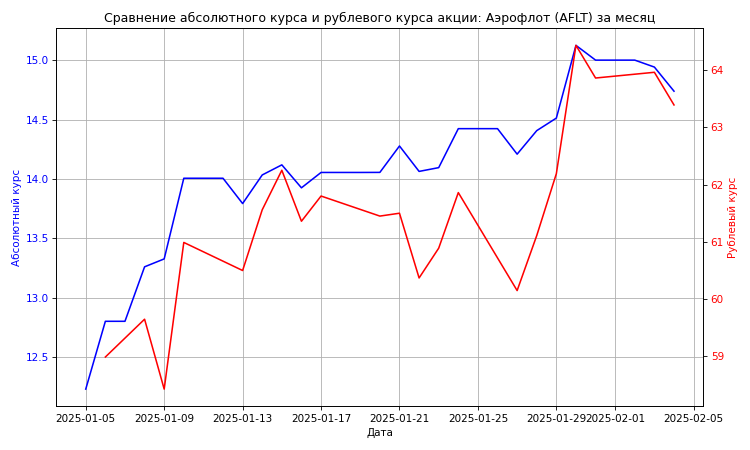 Сравнение абсолютного курса и рублевого курса акции: Аэрофлот (AFLT) за месяц
15.0
14.5
14.0
13.5
13.0
12.5
Абсолютный курс
64
63
62
61
60
59
Рублевый курс
2025-01-05 2025-01-09 2025-01-13 2025-01-17 2025-01-21 2025-01-25 2025-01-29 2025-02-01 2025-02-05
Дата